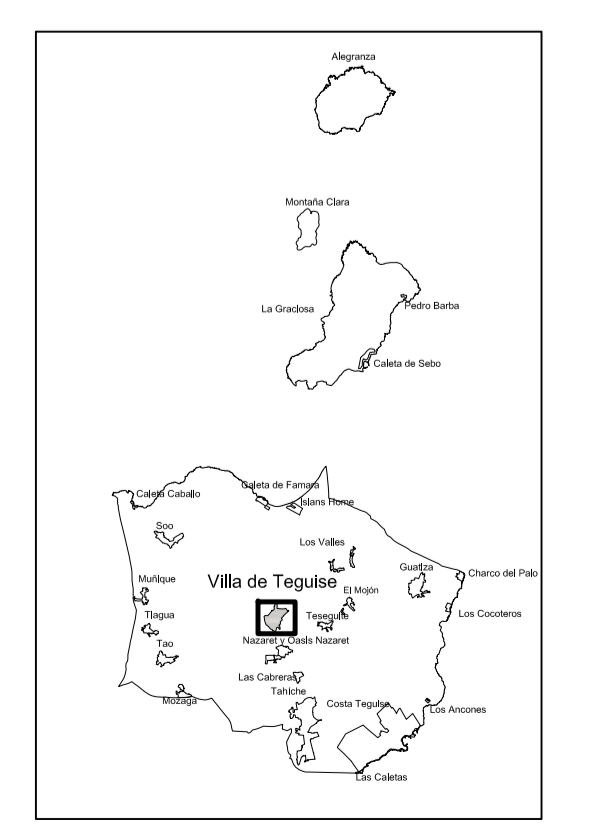 Alegranza
Montaña Clara
La Graciosa
Pedro Barba
Caleta de Sebo
Caleta de Famara
Caleta Caballo
Islans Home
Soo
Los Valles
Guatiza
Charco del Palo
Muñique
Villa de Teguise
El Mojón
Los Cocoteros
Tiagua
Teseguite
Nazaret y Oasis Nazaret
Tao
Las Cabreras
Tahiche
Mozaga
Costa Teguise
Los Ancones
Las Caletas